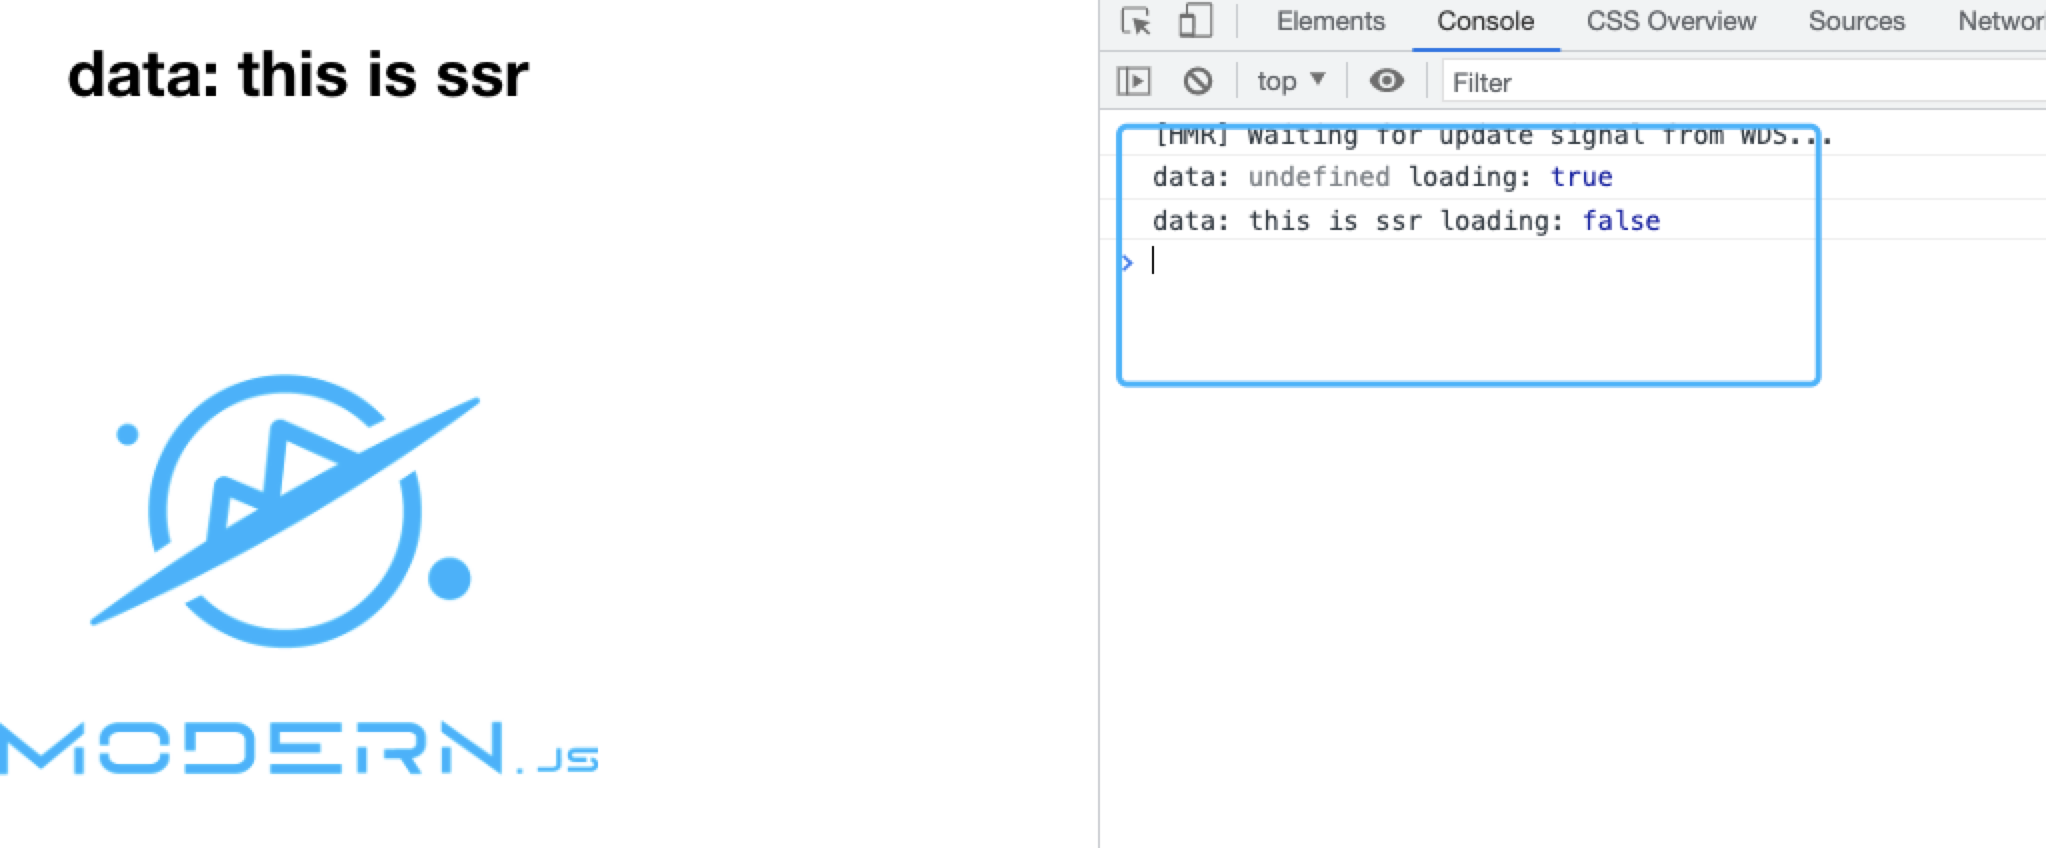 data: this is ssr
MODERN.JS
Elements Console CSS Overview Sources Networ
top Filter
[HMR] Waiting for update signal from WDS...
data: undefined loading: true
data: this is ssr loading: false